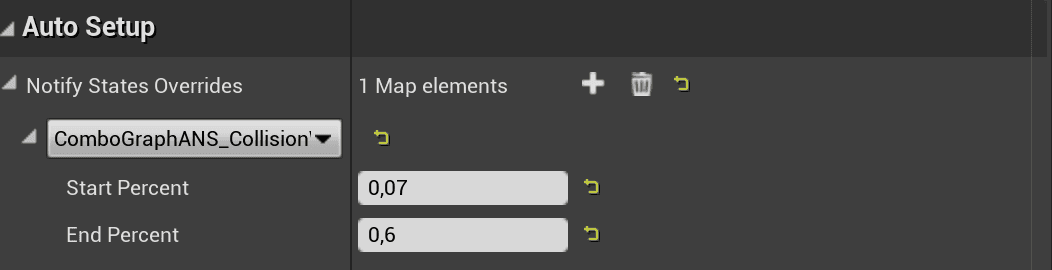 Auto Setup
Notify States Overrides 1 Map elements
ComboGraphANS_Collision
Start Percent 0,07
End Percent 0,6